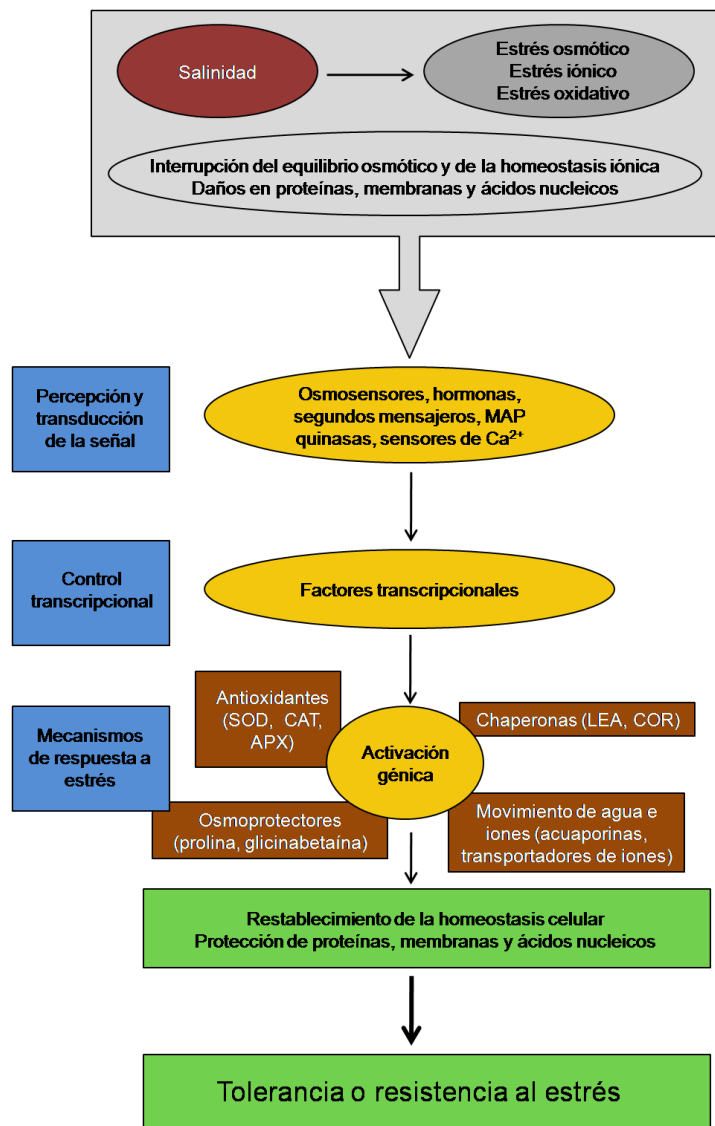 Salinidad
Estrés osmótico
Estrés iónico
Estrés oxidativo
Interrupción del equilibrio osmótico y de la homeostasis iónica
Daños en proteínas, membranas y ácidos nucleicos
Percepción y
transducción
de la señal
Osmosensores, hormonas,
segundos mensajeros, MAP
quinasas, sensores de Ca²⁺
Control
transcripcional
Factores transcripcionales
Mecanismos
de respuesta a
estrés
Antioxidantes
(SOD, CAT,
APX)
Chaperonas (LEA, COR)
Activación
génica
Osmoprotectores
(prolina, glicinabetaína)
Movimiento de agua e
iones (acuaporinas,
transportadores de iones)
Restablecimiento de la homeostasis celular
Protección de proteínas, membranas y ácidos nucleicos
Tolerancia o resistencia al estrés